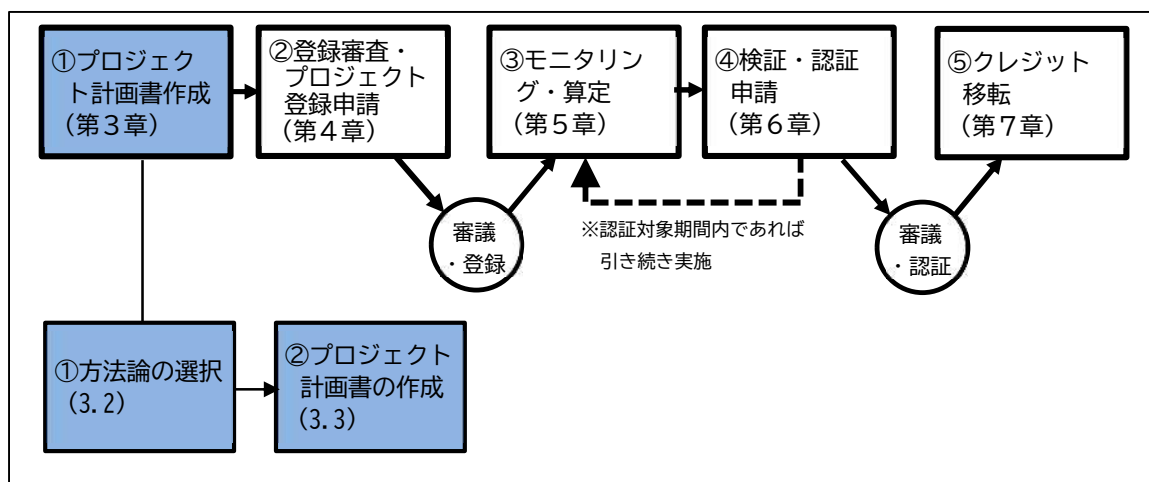 ①プロジェク
ト計画書作成
(第3章)
②登録審査・
プロジェクト
登録申請
(第4章)
③モニタリン
グ・算定
(第5章)
④検証・認証
申請
(第6章)
⑤クレジット
移転
(第7章)
審議
・登録
※認証対象期間内であれば
引き続き実施
審議
・認証
①方法論の選択
(3.2)
②プロジェクト
計画書の作成
(3.3)